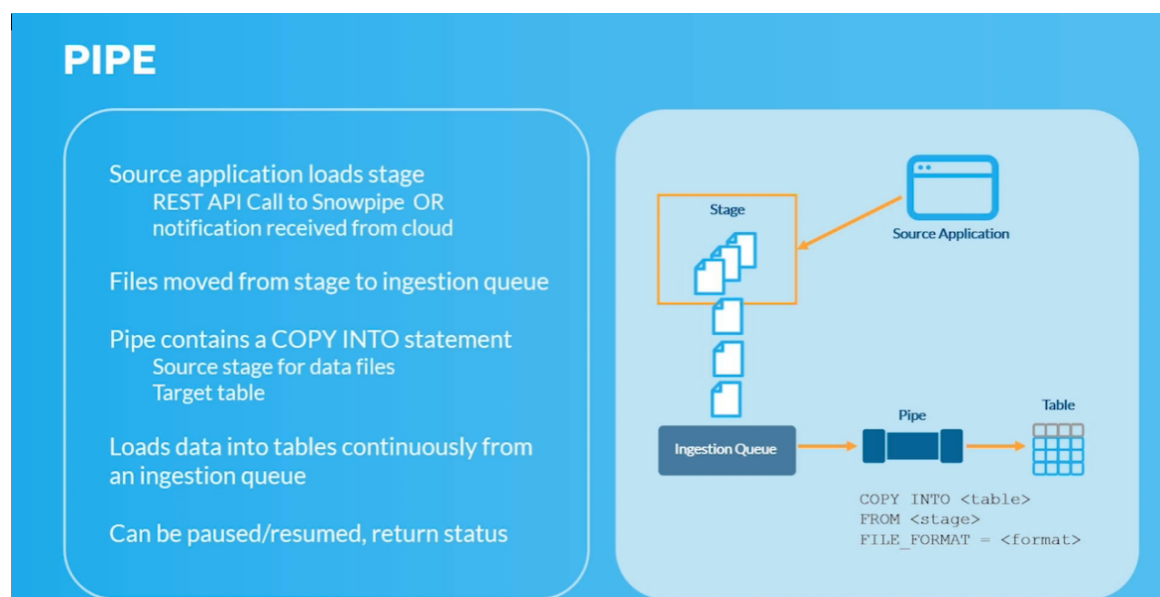 PIPE
Source application loads stage
REST API Call to Snowpipe OR
notification received from cloud
Files moved from stage to ingestion queue
Pipe contains a COPY INTO statement
Source stage for data files
Target table
Loads data into tables continuously from
an ingestion queue
Can be paused/resumed, return status
Stage
Source Application
Ingestion Queue
Pipe
Table
COPY INTO <table>
FROM <stage>
FILE_FORMAT = <format>